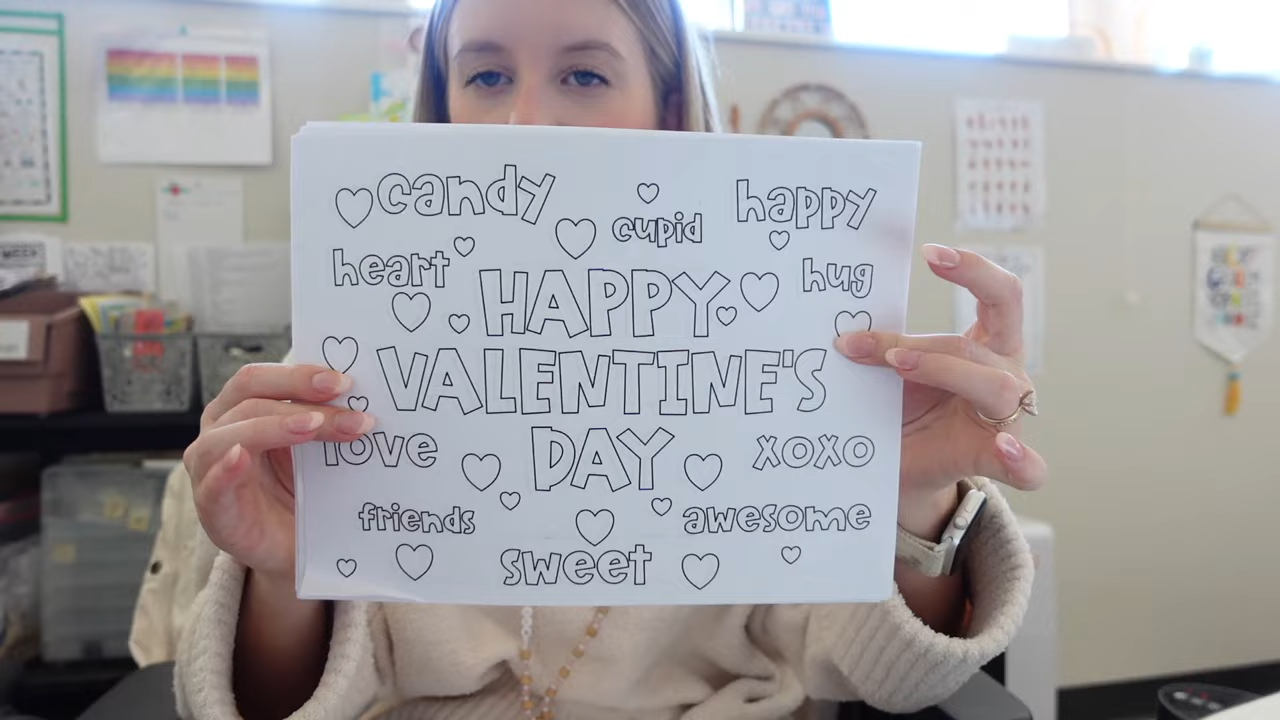 candy
cupid
happy
heart
hug
HAPPY
VALENTINE'S
DAY
love
xoxo
friends
awesome
sweet